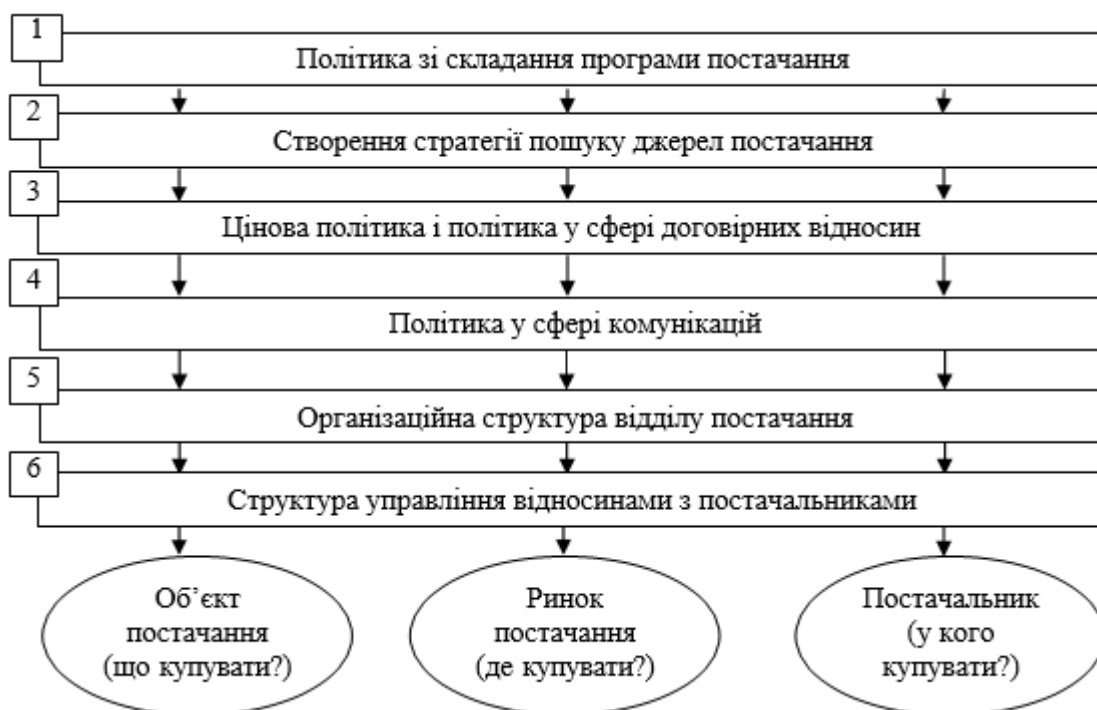 1
Політика зі складання програми постачання
2
Створення стратегії пошуку джерел постачання
3
Цінова політика і політика у сфері договірних відносин
4
Політика у сфері комунікацій
5
Організаційна структура відділу постачання
6
Структура управління відносинами з постачальниками
Об’єкт
постачання
(що купувати?)
Ринок
постачання
(де купувати?)
Постачальник
(у кого
купувати?)